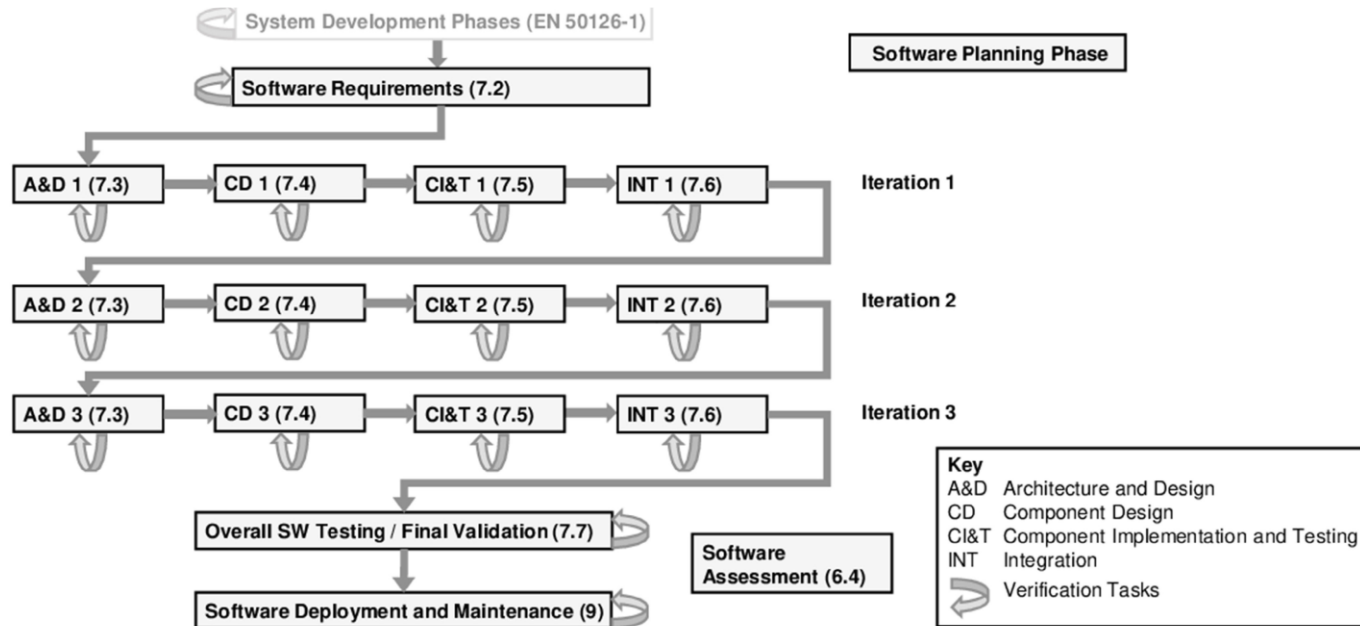 System Development Phases (EN 50126-1)
Software Planning Phase
Software Requirements (7.2)
A&D 1 (7.3)
CD 1 (7.4)
CI&T 1 (7.5)
INT 1 (7.6)
Iteration 1
A&D 2 (7.3)
CD 2 (7.4)
CI&T 2 (7.5)
INT 2 (7.6)
Iteration 2
A&D 3 (7.3)
CD 3 (7.4)
CI&T 3 (7.5)
INT 3 (7.6)
Iteration 3
Overall SW Testing / Final Validation (7.7)
Software
Assessment (6.4)
Software Deployment and Maintenance (9)
Key
A&D Architecture and Design
CD Component Design
CI&T Component Implementation and Testing
INT Integration
Verification Tasks